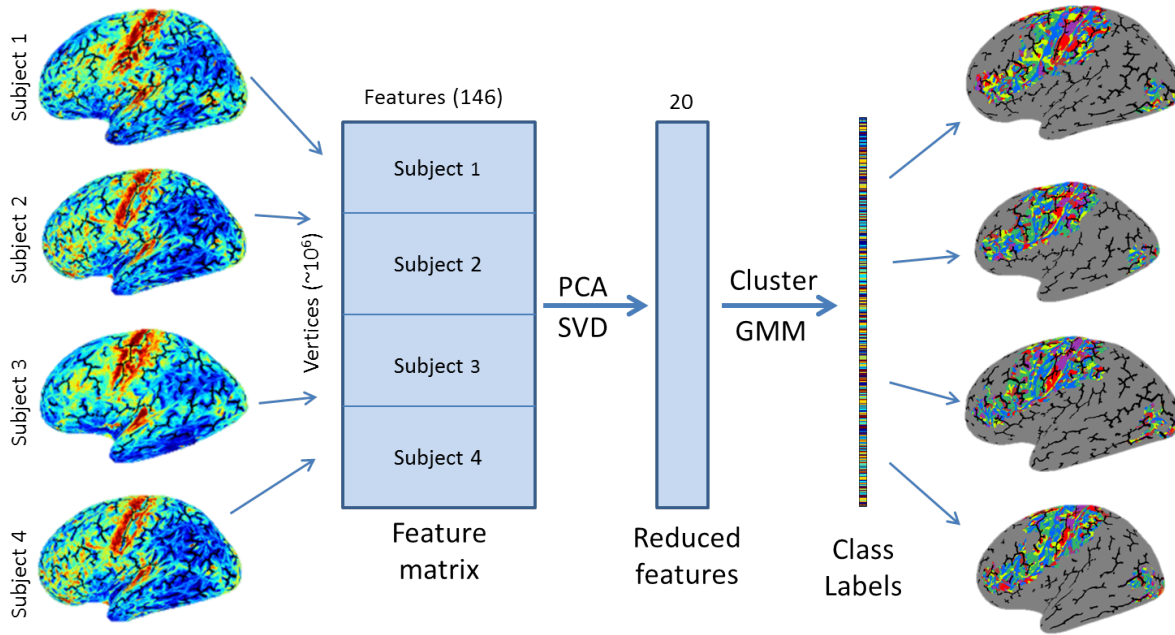 Subject 1
Subject 2
Subject 3
Subject 4
Vertices (~10⁶)
Features (146)
Subject 1
Subject 2
Subject 3
Subject 4
Feature
matrix
PCA
SVD
20
Reduced
features
Cluster
GMM
Class
Labels